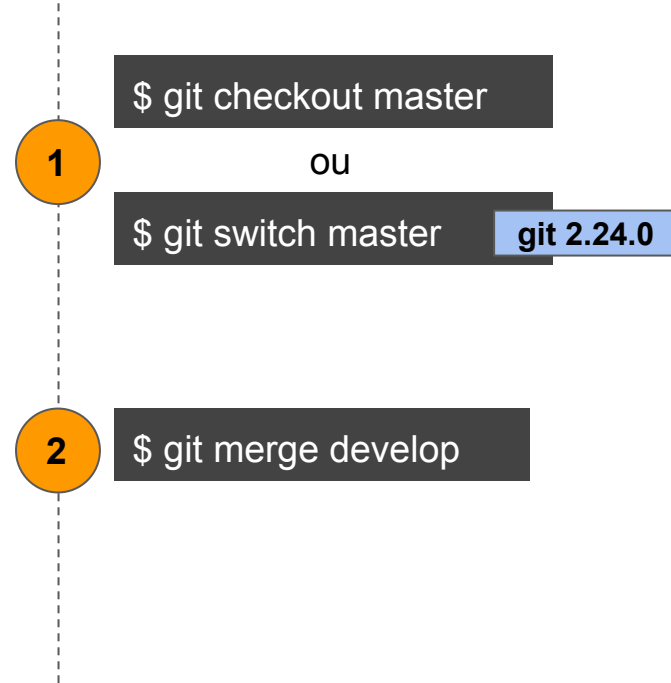 $ git checkout master
1
ou
$ git switch master
git 2.24.0
2
$ git merge develop